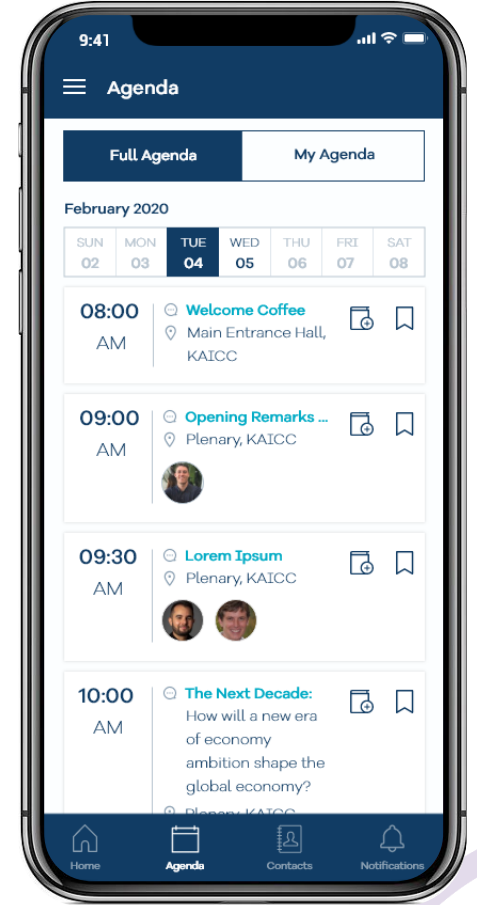 9:41
Agenda
Full Agenda
My Agenda
February 2020
SUN MON TUE WED THU FRI SAT
02 03 04 05 06 07 08
08:00
AM
Welcome Coffee
Main Entrance Hall,
KAICC
09:00
AM
Opening Remarks ...
Plenary, KAICC
09:30
AM
Lorem Ipsum
Plenary, KAICC
10:00
AM
The Next Decade:
How will a new era
of economy
ambition shape the
global economy?
Plenary, KAICC
Home
Agenda
Contacts
Notifications